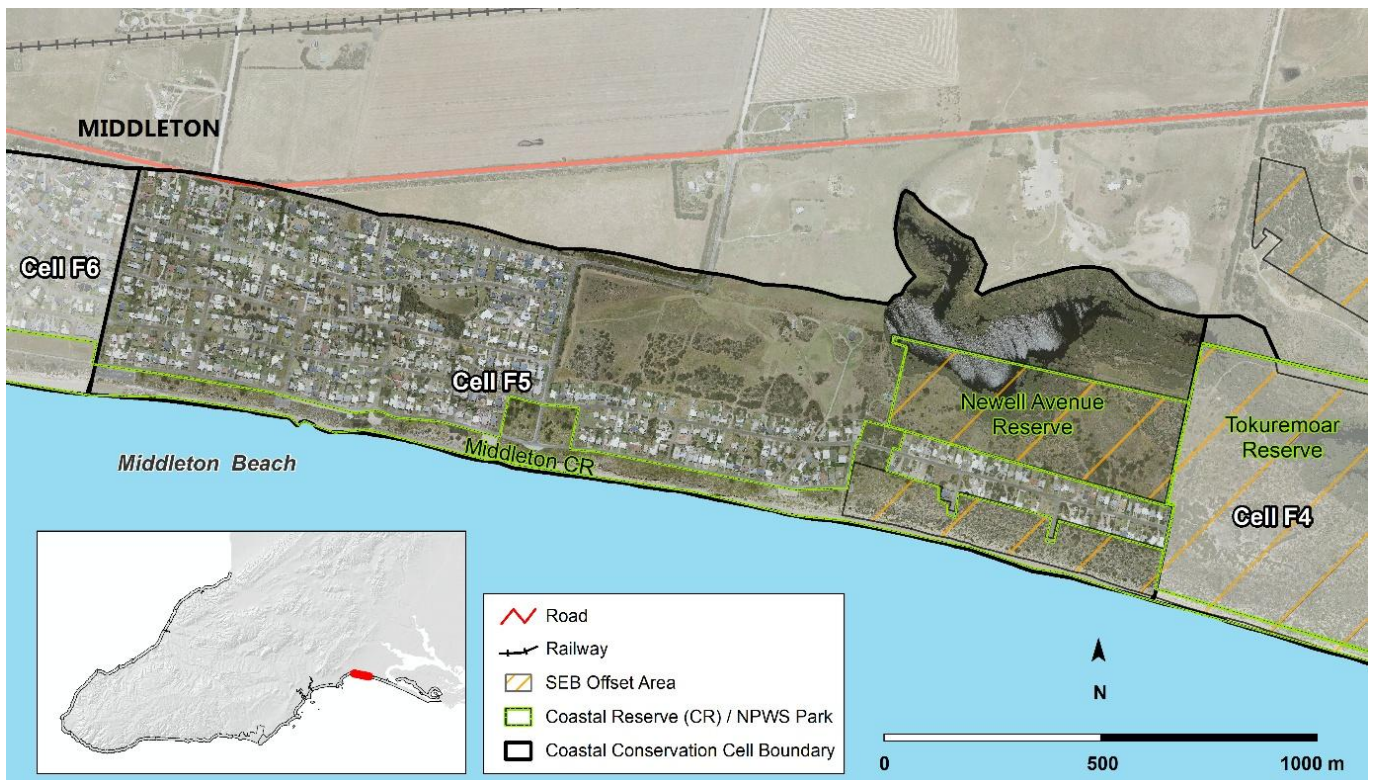 MIDDLETON
Cell F6
Cell F5
Newell Avenue
Reserve
Tokuremoar
Reserve
Middleton CR
Middleton Beach
Cell F4
Road
Railway
SEB Offset Area
Coastal Reserve (CR) / NPWS Park
Coastal Conservation Cell Boundary
N
0
500
1000 m